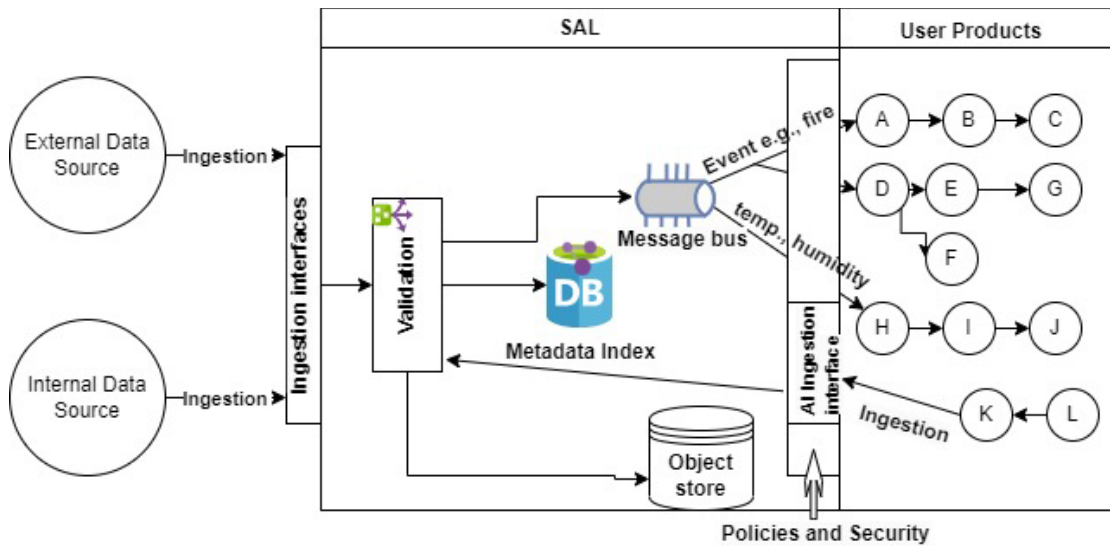 SAL
User Products
External Data
Source
Ingestion
Internal Data
Source
Ingestion
Ingestion interfaces
Validation
DB
Metadata Index
Message bus
Event e.g., fire
temp., humidity
Object
store
AI Ingestion
interface
Ingestion
Policies and Security
A
B
C
D
E
G
F
H
I
J
K
L